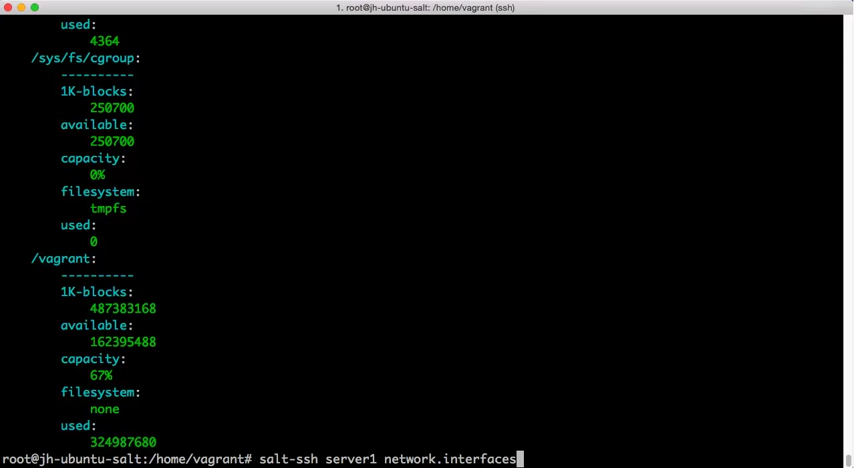 1. root@jh-ubuntu-salt: /home/vagrant (ssh)
used:
4364
/sys/fs/cgroup:
----------
1K-blocks:
250700
available:
250700
capacity:
0%
filesystem:
tmpfs
used:
0
/vagrant:
----------
1K-blocks:
487383168
available:
162395488
capacity:
67%
filesystem:
none
used:
324987680
root@jh-ubuntu-salt:/home/vagrant# salt-ssh server1 network.interfaces